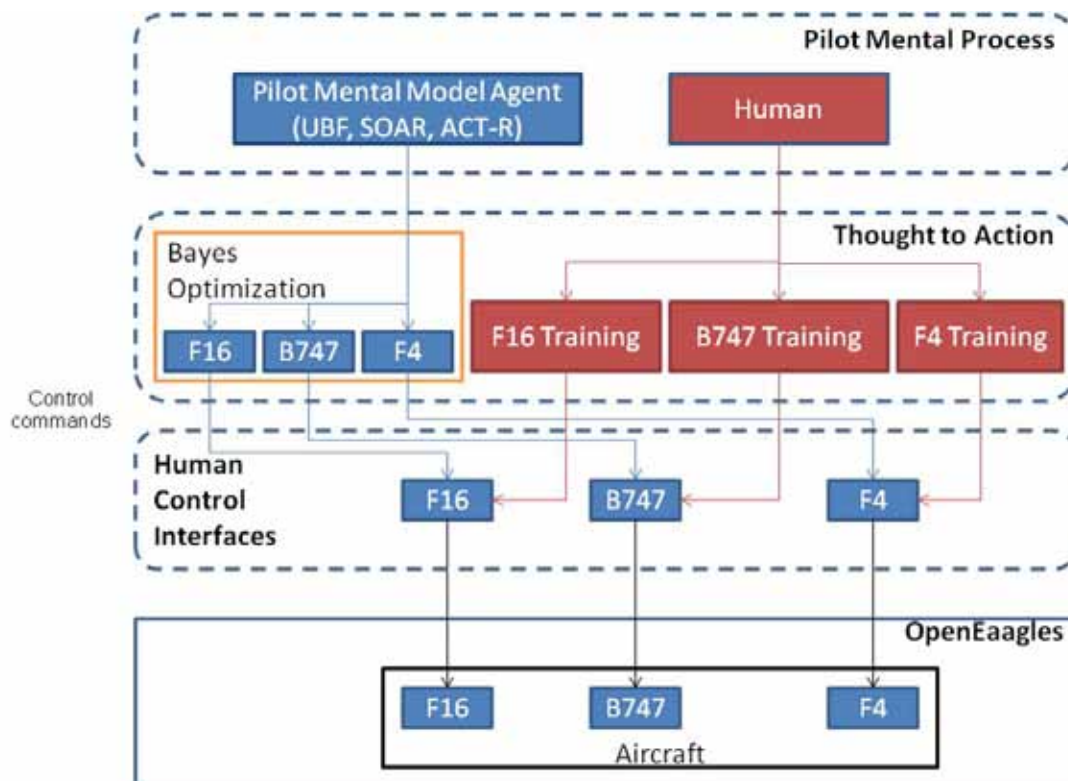 Pilot Mental Process
Pilot Mental Model Agent
(UBF, SOAR, ACT-R)
Human
Thought to Action
Bayes
Optimization
F16
B747
F4
F16 Training
B747 Training
F4 Training
Control
commands
Human
Control
Interfaces
F16
B747
F4
OpenEaagles
F16
B747
F4
Aircraft